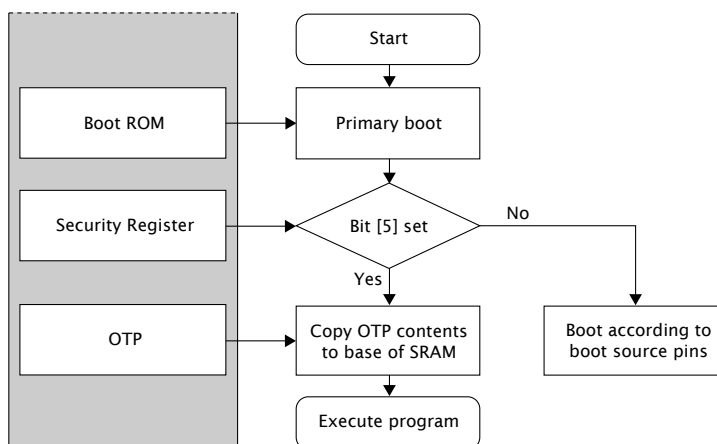 Start
Boot ROM
Primary boot
Security Register
Bit [5] set
No
Yes
OTP
Copy OTP contents
to base of SRAM
Boot according to
boot source pins
Execute program